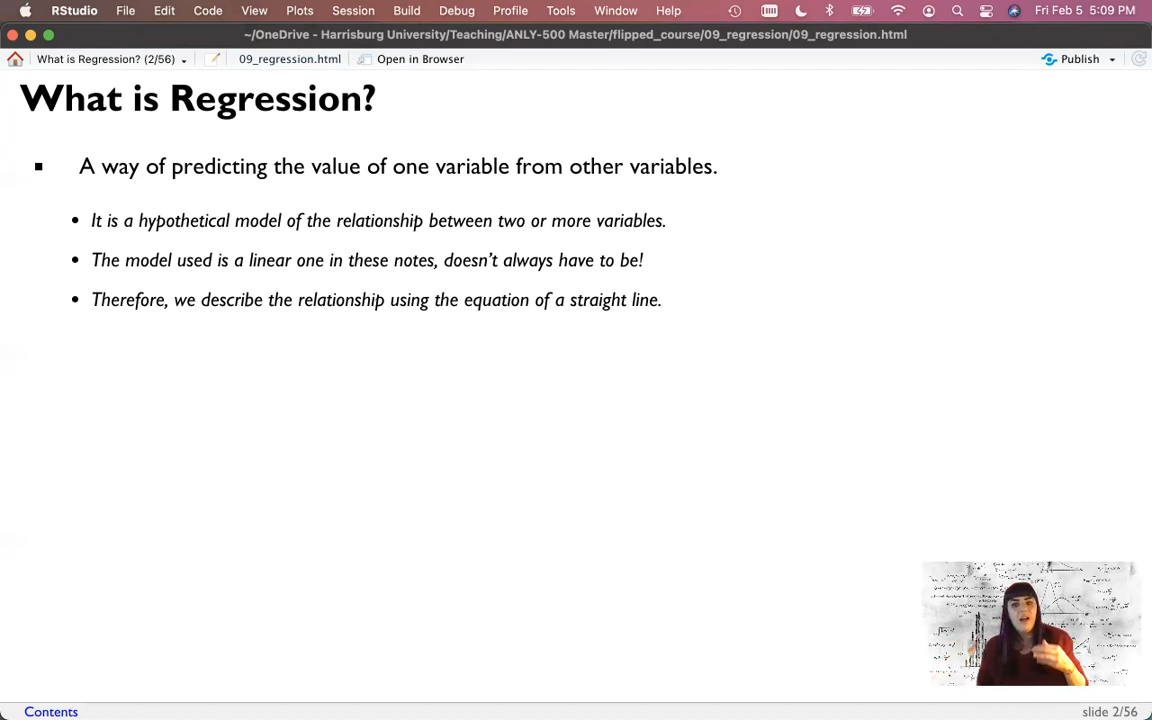 RStudio File Edit Code View Plots Session Build Debug Profile Tools Window Help Fri Feb 5 5:09 PM
~/OneDrive - Harrisburg University/Teaching/ANLY-500 Master/flipped_course/09_regression/09_regression.html
What is Regression? (2/56) 09_regression.html Open in Browser Publish
What is Regression?
A way of predicting the value of one variable from other variables.
It is a hypothetical model of the relationship between two or more variables.
The model used is a linear one in these notes, doesn't always have to be!
Therefore, we describe the relationship using the equation of a straight line.
Contents slide 2/56